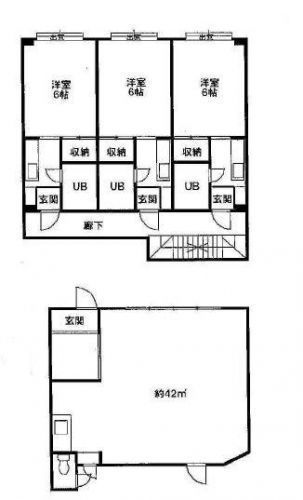 出窓 出窓 出窓
洋室 洋室 洋室
6帖 6帖 6帖
収納 収納 収納
UB UB UB
玄関 玄関 玄関
廊下
玄関
約42㎡